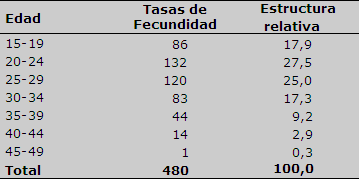 Edad Tasas de Fecundidad Estructura relativa
15-19 86 17,9
20-24 132 27,5
25-29 120 25,0
30-34 83 17,3
35-39 44 9,2
40-44 14 2,9
45-49 1 0,3
Total 480 100,0